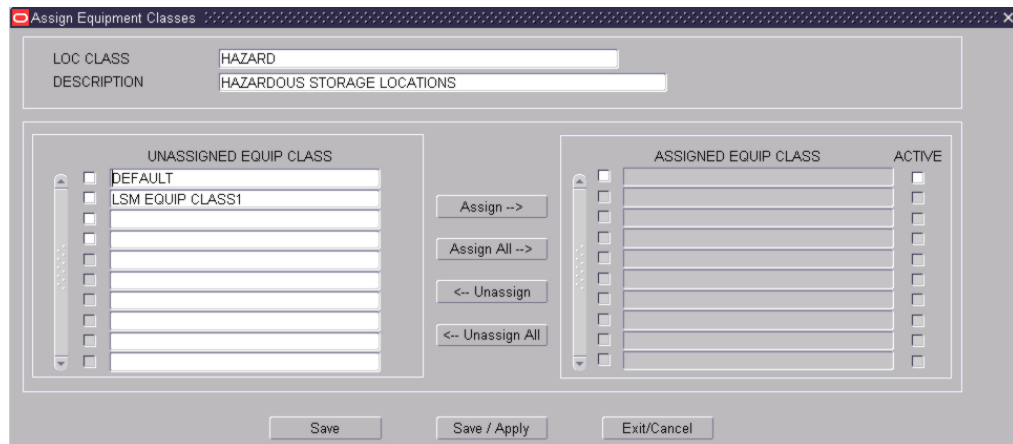 Assign Equipment Classes
LOC CLASS HAZARD
DESCRIPTION HAZARDOUS STORAGE LOCATIONS
UNASSIGNED EQUIP CLASS
DEFAULT
LSM EQUIP CLASS1
Assign -->
Assign All -->
<-- Unassign
<-- Unassign All
ASSIGNED EQUIP CLASS ACTIVE
Save Save / Apply Exit/Cancel